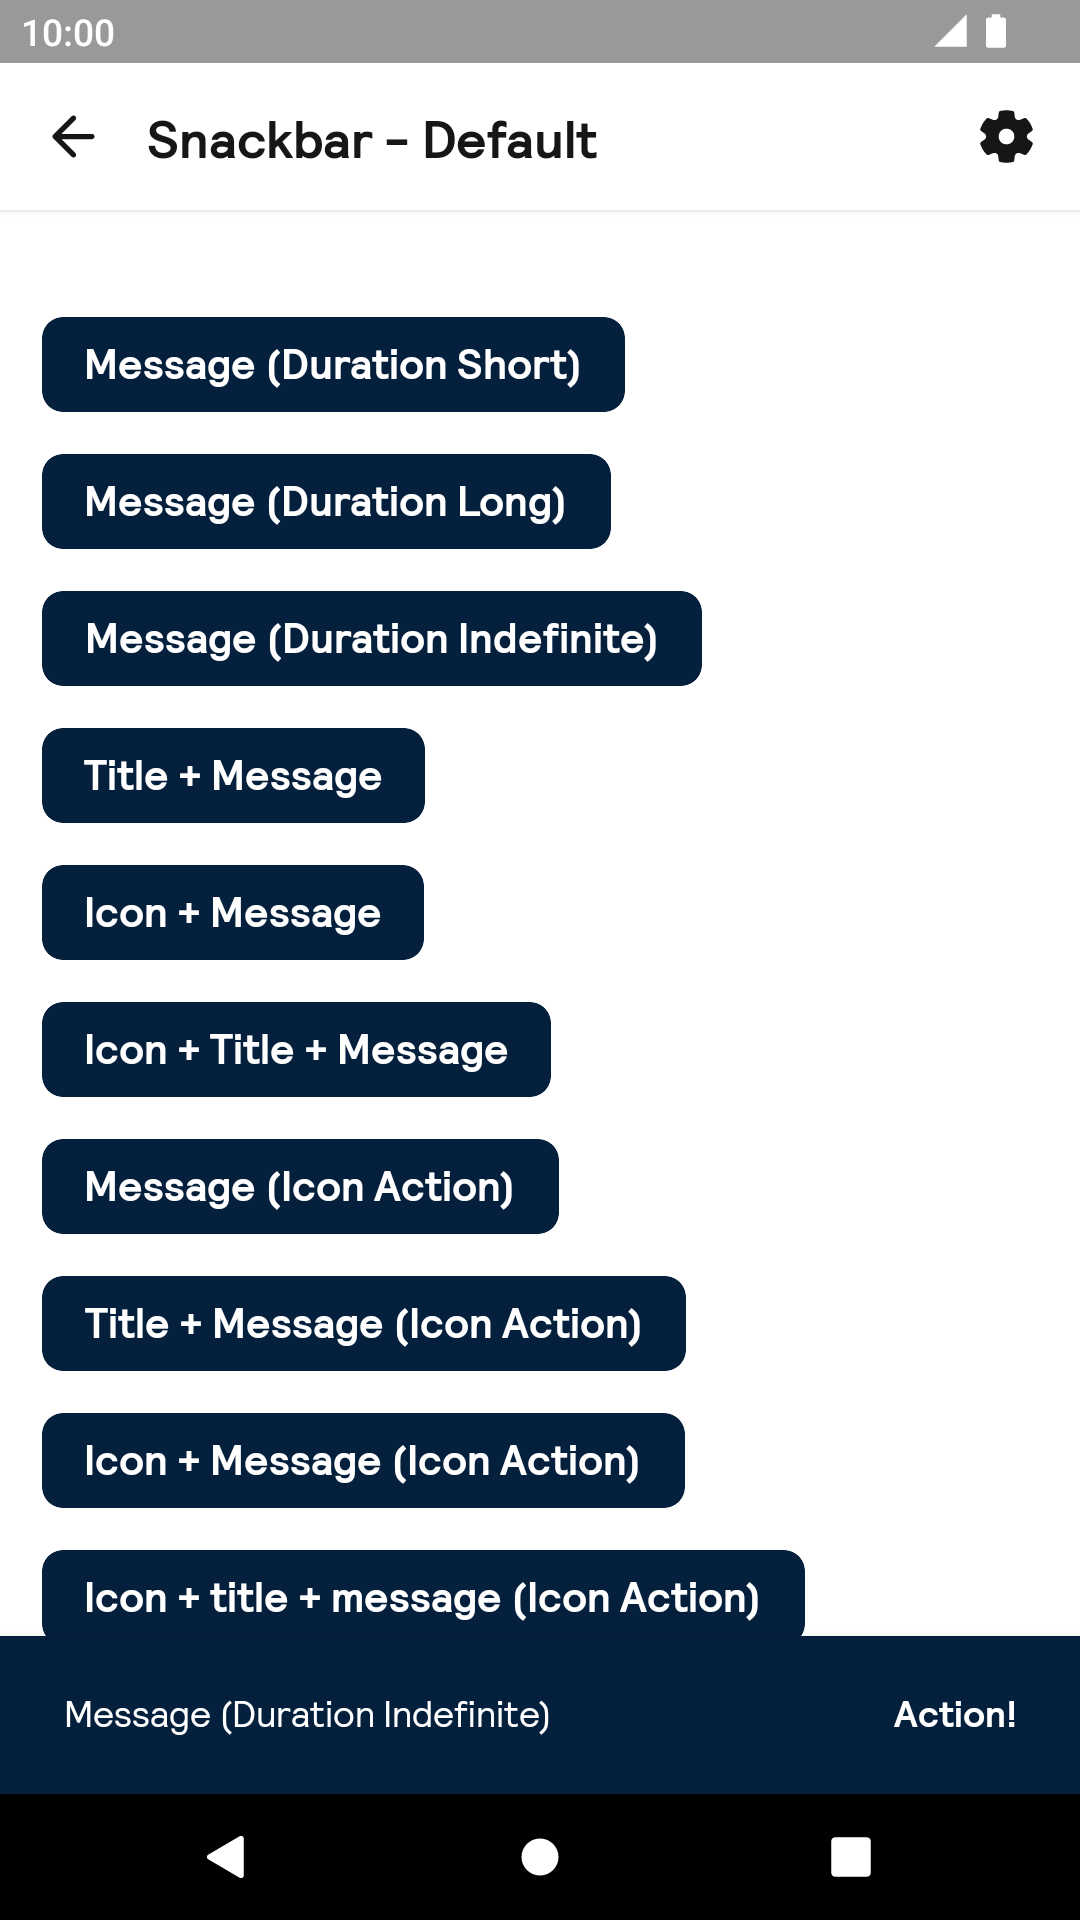 10:00
Snackbar - Default
Message (Duration Short)
Message (Duration Long)
Message (Duration Indefinite)
Title + Message
Icon + Message
Icon + Title + Message
Message (Icon Action)
Title + Message (Icon Action)
Icon + Message (Icon Action)
Icon + title + message (Icon Action)
Message (Duration Indefinite) Action!